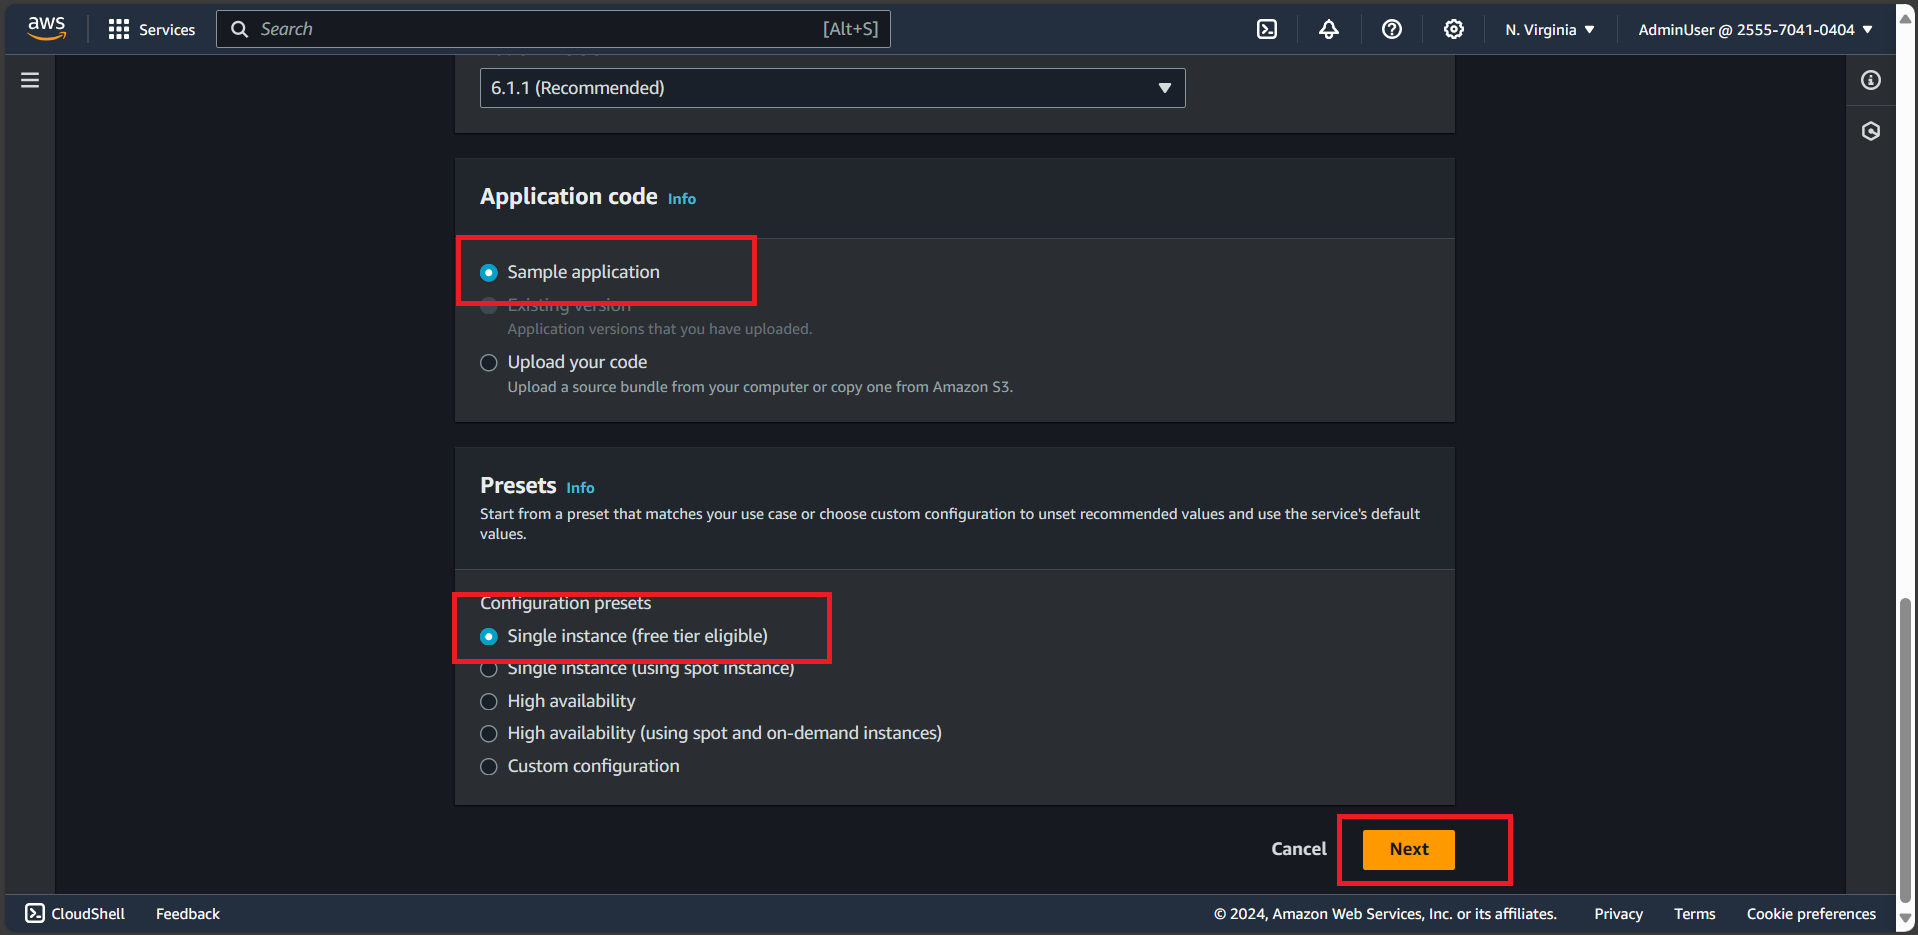 aws
Services
Search
[Alt+S]
N. Virginia
AdminUser @ 2555-7041-0404
6.1.1 (Recommended)
Application code Info
Sample application
Existing version
Application versions that you have uploaded.
Upload your code
Upload a source bundle from your computer or copy one from Amazon S3.
Presets Info
Start from a preset that matches your use case or choose custom configuration to unset recommended values and use the service's default
values.
Configuration presets
Single instance (free tier eligible)
Single instance (using spot instance)
High availability
High availability (using spot and on-demand instances)
Custom configuration
Cancel
Next
CloudShell
Feedback
© 2024, Amazon Web Services, Inc. or its affiliates.
Privacy
Terms
Cookie preferences